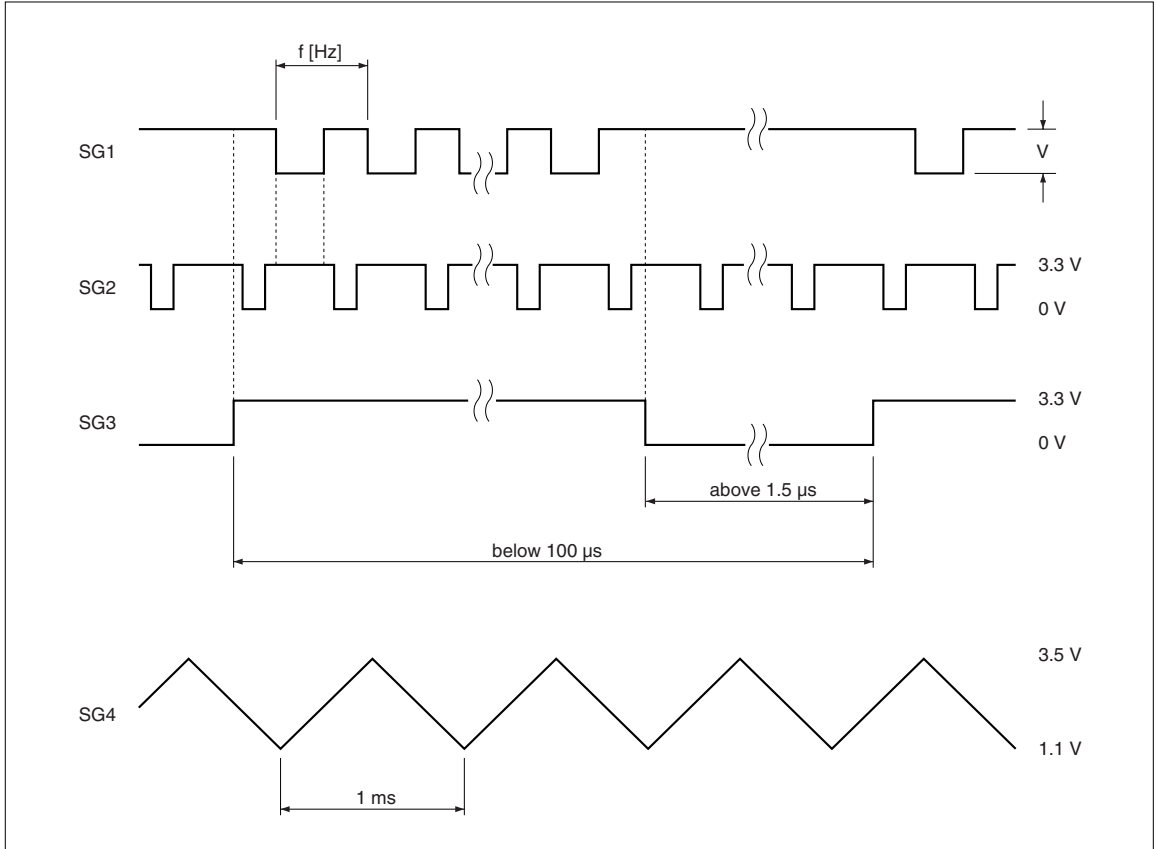 f [Hz]
SG1
V
SG2
3.3 V
0 V
SG3
3.3 V
0 V
above 1.5 µs
below 100 µs
SG4
3.5 V
1.1 V
1 ms